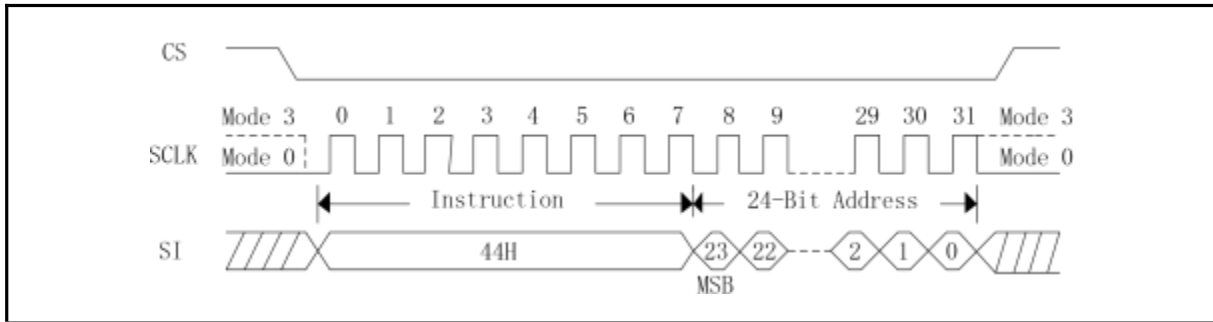 CS
Mode 3 0 1 2 3 4 5 6 7 8 9 29 30 31 Mode 3
SCLK Mode 0 Mode 0
Instruction 24-Bit Address
SI 44H 23 22 2 1 0
MSB